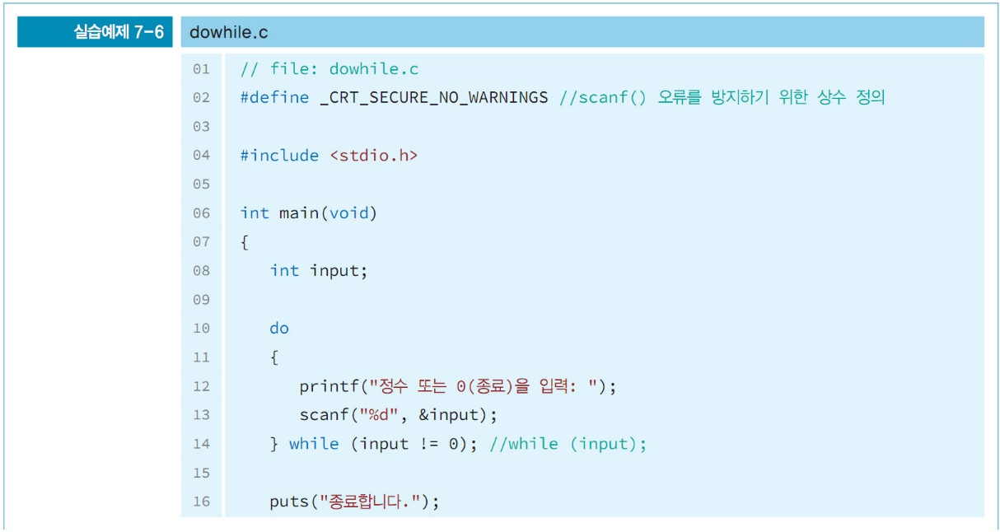 실습예제 7-6 dowhile.c
01 // file: dowhile.c
02 #define _CRT_SECURE_NO_WARNINGS //scanf() 오류를 방지하기 위한 상수 정의
03
04 #include <stdio.h>
05
06 int main(void)
07 {
08 int input;
09
10 do
11 {
12 printf("정수 또는 0(종료)을 입력: ");
13 scanf("%d", &input);
14 } while (input != 0); //while (input);
15
16 puts("종료합니다.");